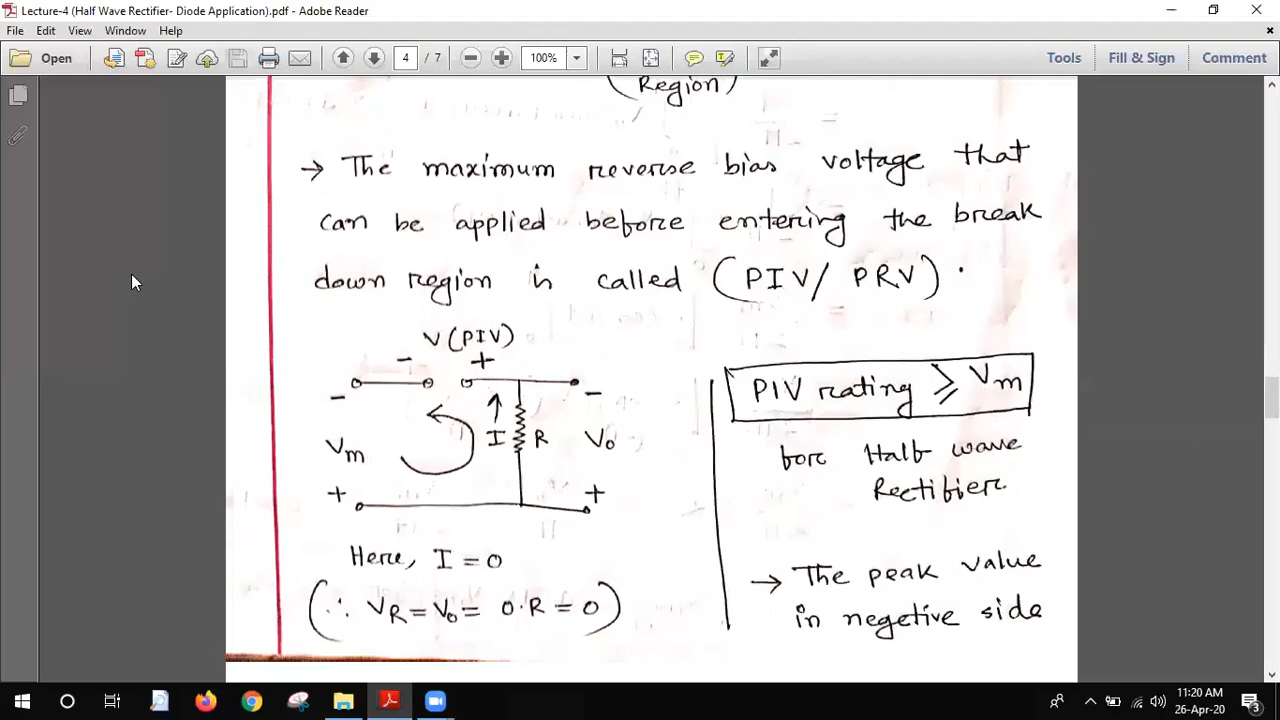 Lecture-4 (Half Wave Rectifier- Diode Application).pdf - Adobe Reader
File Edit View Window Help
Open 4 / 7 100% Tools Fill & Sign Comment
(Region)
→ The maximum reverse bias voltage that
can be applied before entering the break
down region is called (PIV/ PRV).
V(PIV)
- +
- -
Vm I R Vo
+ +
Here, I = 0
(∴ VR = Vo = 0·R = 0)
PIV rating ≥ Vm
for Half wave
Rectifier.
→ The peak value
in negetive side
11:20 AM
26-Apr-20
3